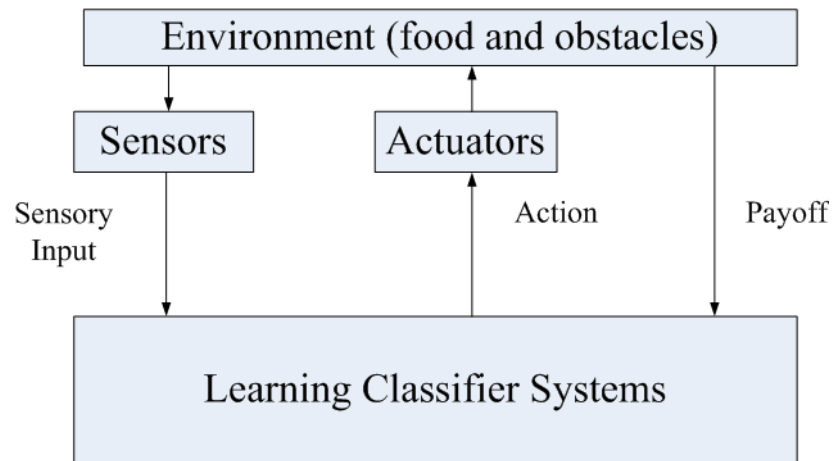 Environment (food and obstacles)
Sensors
Actuators
Sensory
Input
Action
Payoff
Learning Classifier Systems